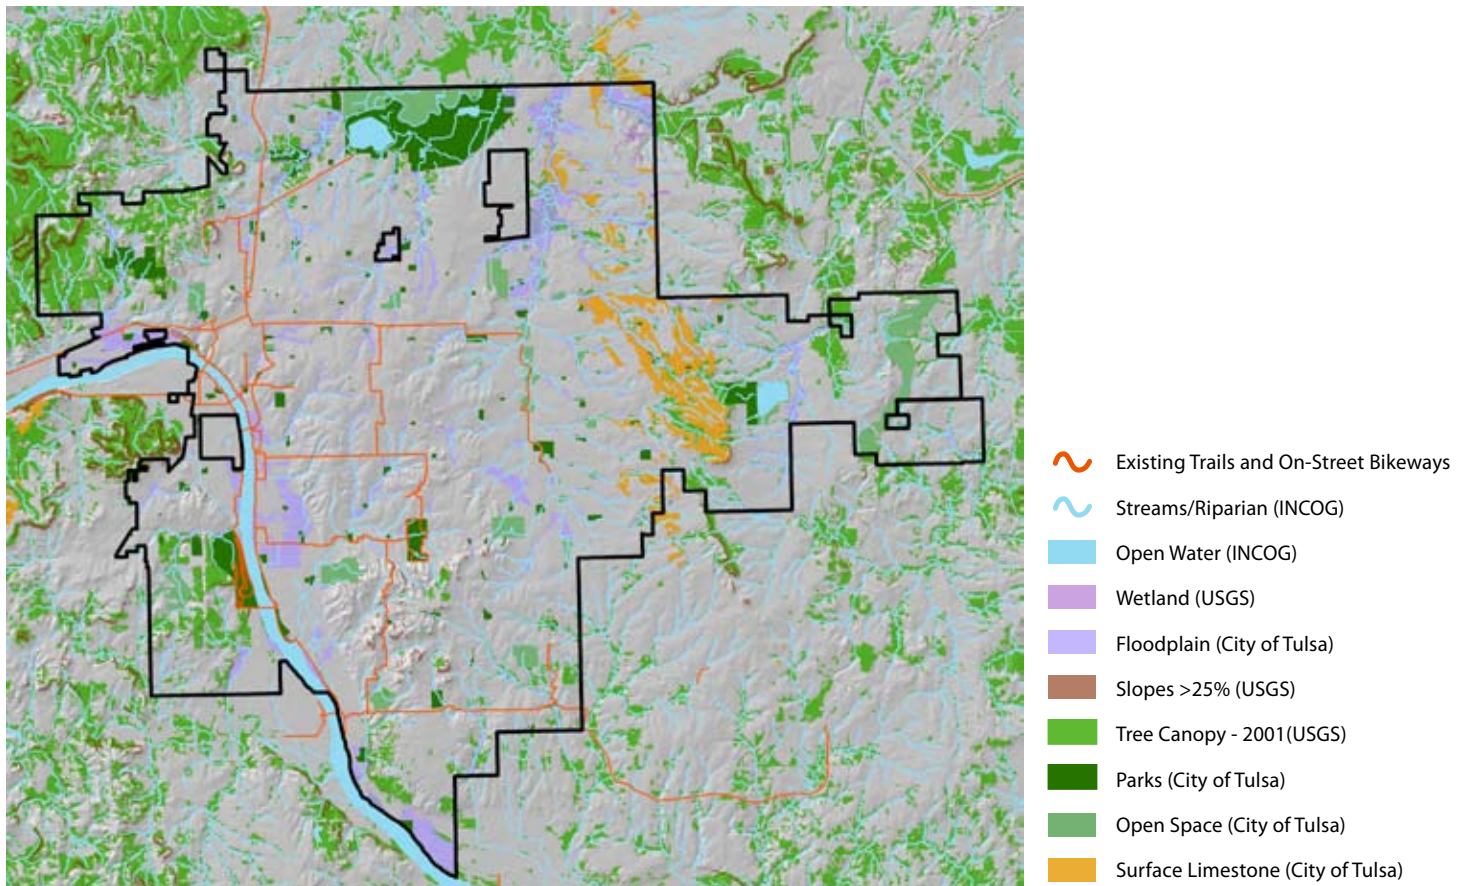 Existing Trails and On-Street Bikeways
Streams/Riparian (INCOG)
Open Water (INCOG)
Wetland (USGS)
Floodplain (City of Tulsa)
Slopes >25% (USGS)
Tree Canopy - 2001(USGS)
Parks (City of Tulsa)
Open Space (City of Tulsa)
Surface Limestone (City of Tulsa)